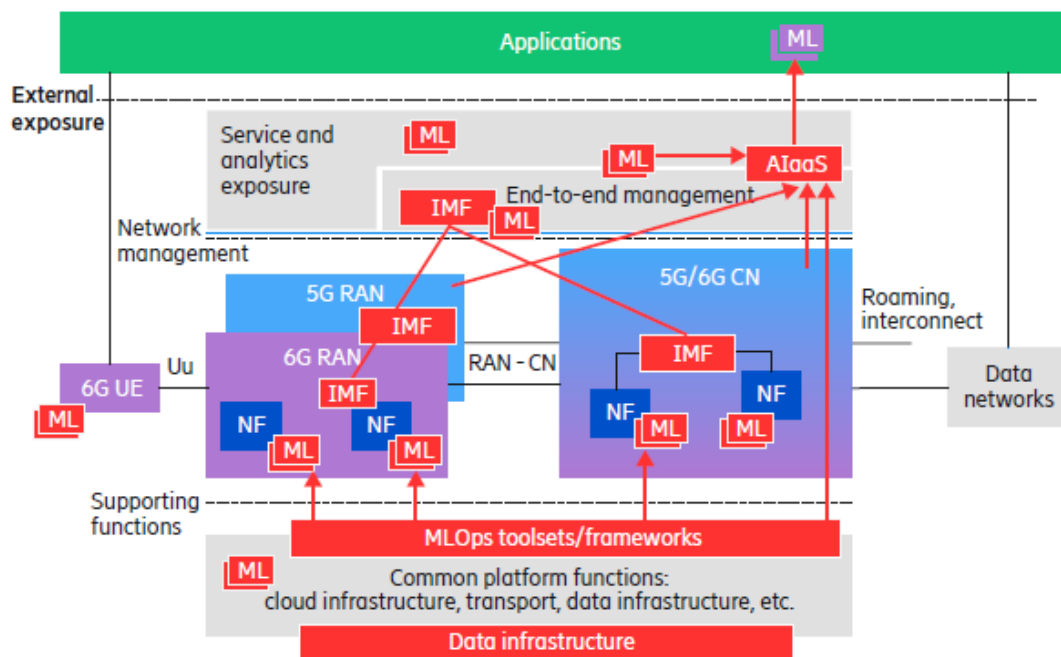 Applications
ML
External
exposure
Service and
analytics
exposure
ML
ML
AIaaS
End-to-end management
IMF
ML
Network
management
5G RAN
5G/6G CN
IMF
Roaming,
interconnect
6G RAN
RAN - CN
IMF
Uu
6G UE
IMF
Data
networks
ML
NF
NF
NF
NF
ML
ML
ML
ML
Supporting
functions
MLOps toolsets/frameworks
ML
Common platform functions:
cloud infrastructure, transport, data infrastructure, etc.
Data infrastructure